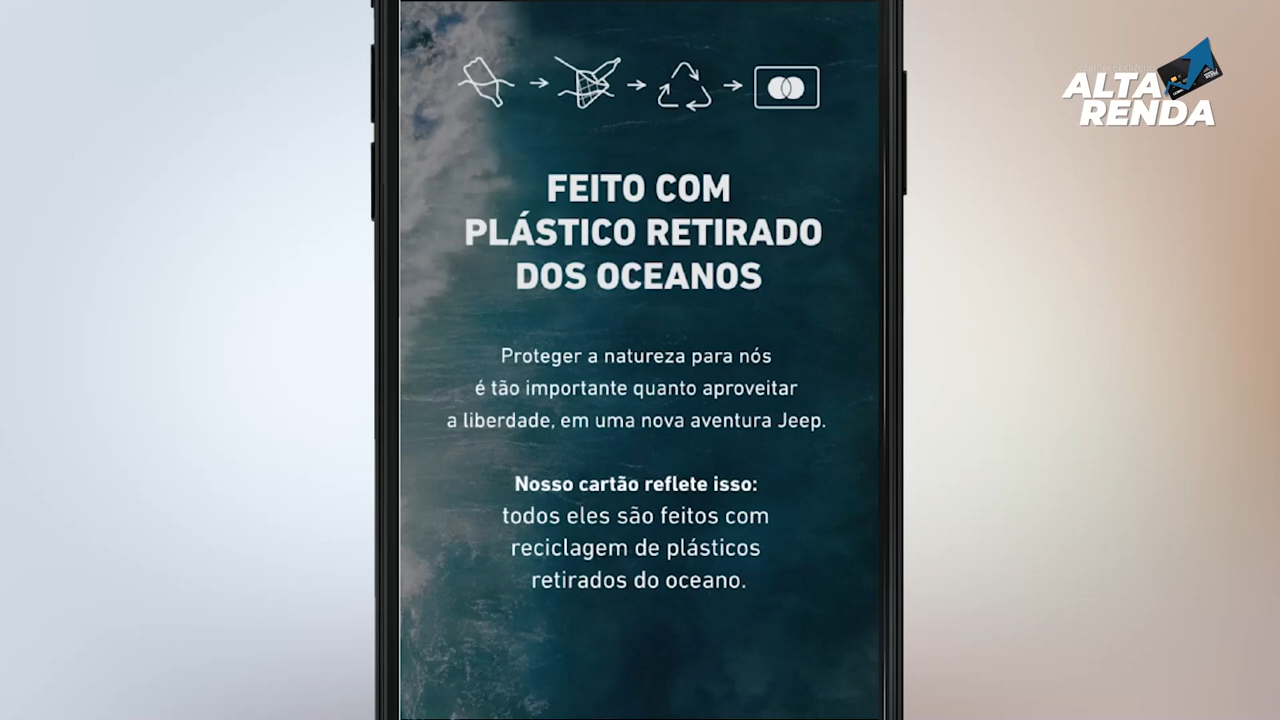 ALTA
RENDA
FEITO COM
PLÁSTICO RETIRADO
DOS OCEANOS
Proteger a natureza para nós
é tão importante quanto aproveitar
a liberdade, em uma nova aventura Jeep.
Nosso cartão reflete isso:
todos eles são feitos com
reciclagem de plásticos
retirados do oceano.